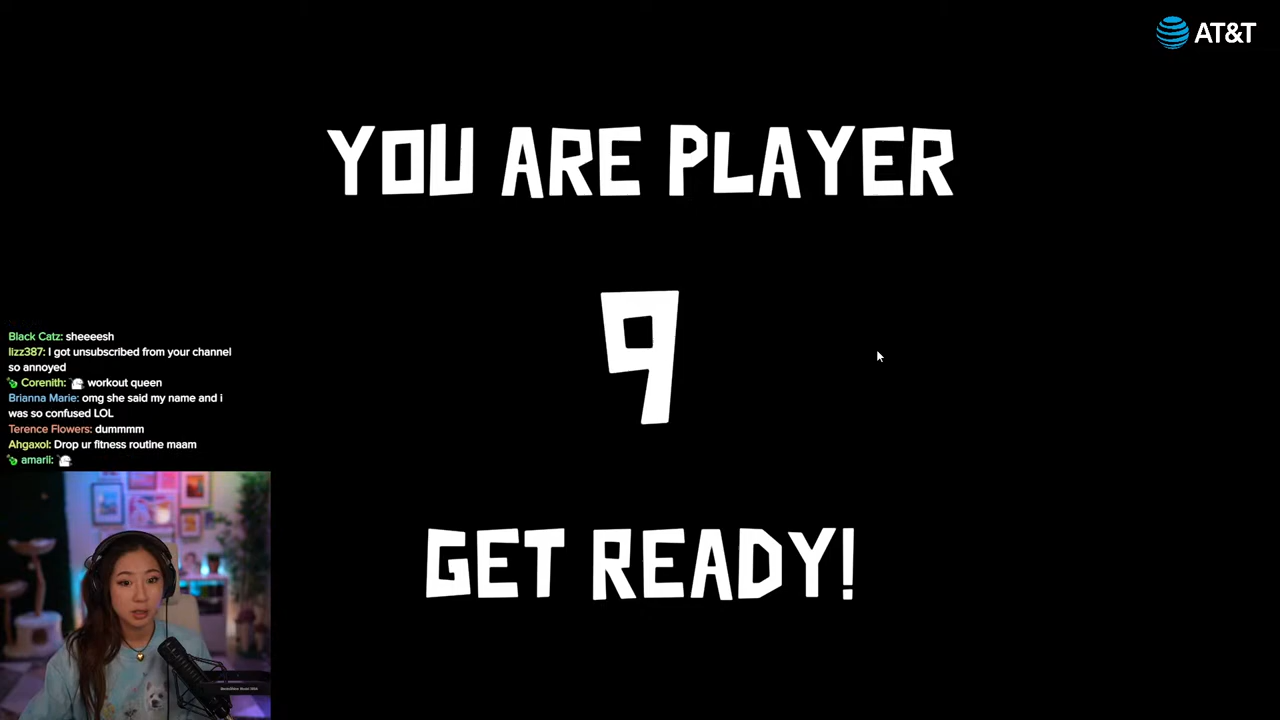 AT&T
YOU ARE PLAYER
9
GET READY!
Black Catz: sheeeesh
lizz387: I got unsubscribed from your channel
so annoyed
Corenith: workout queen
Brianna Marie: omg she said my name and i
was so confused LOL
Terence Flowers: dummmm
Ahgaxol: Drop ur fitness routine maam
amarii: